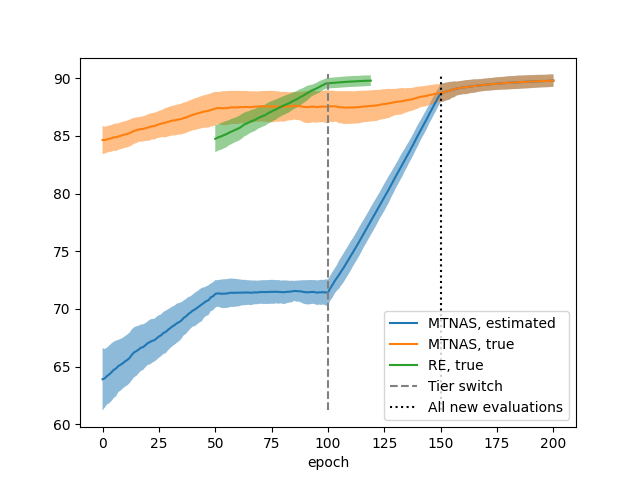 90
85
80
75
70
65
60
0 25 50 75 100 125 150 175 200
epoch
MTNAS, estimated
MTNAS, true
RE, true
Tier switch
All new evaluations